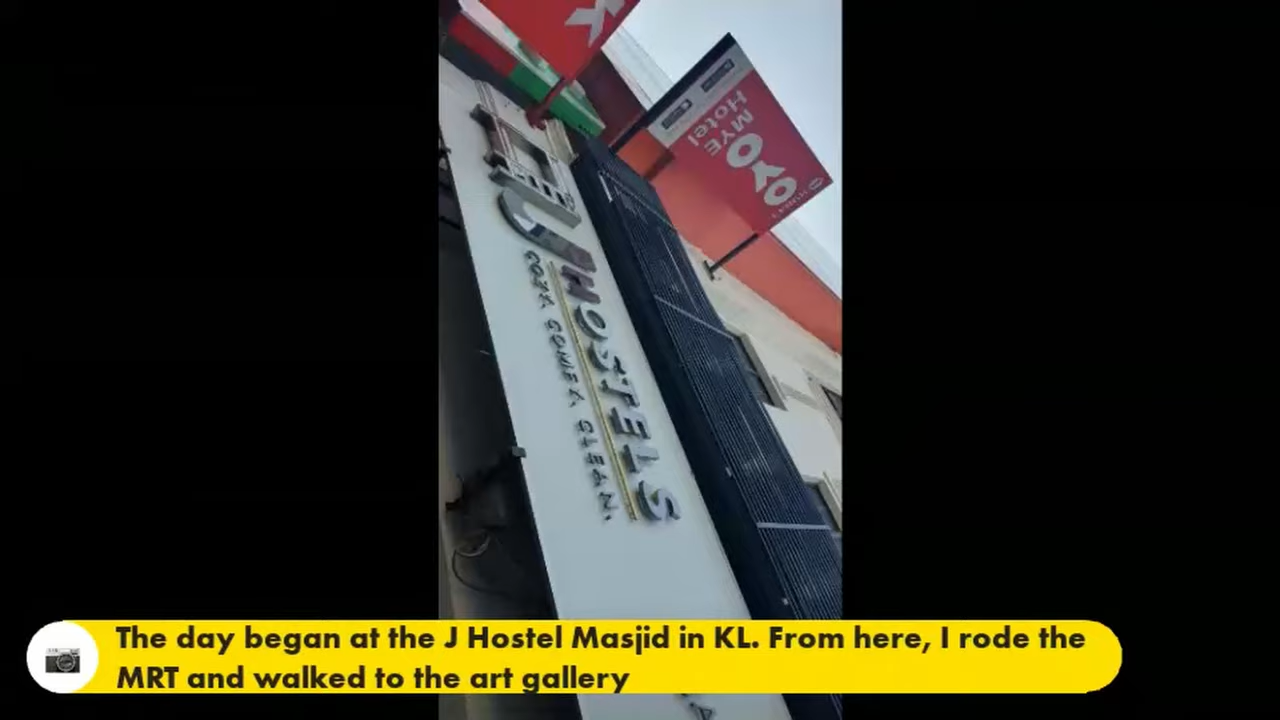 K
OYO
MYE
Hotel
J HOSTELS
COZY. COMFY. CLEAN.
The day began at the J Hostel Masjid in KL. From here, I rode the
MRT and walked to the art gallery